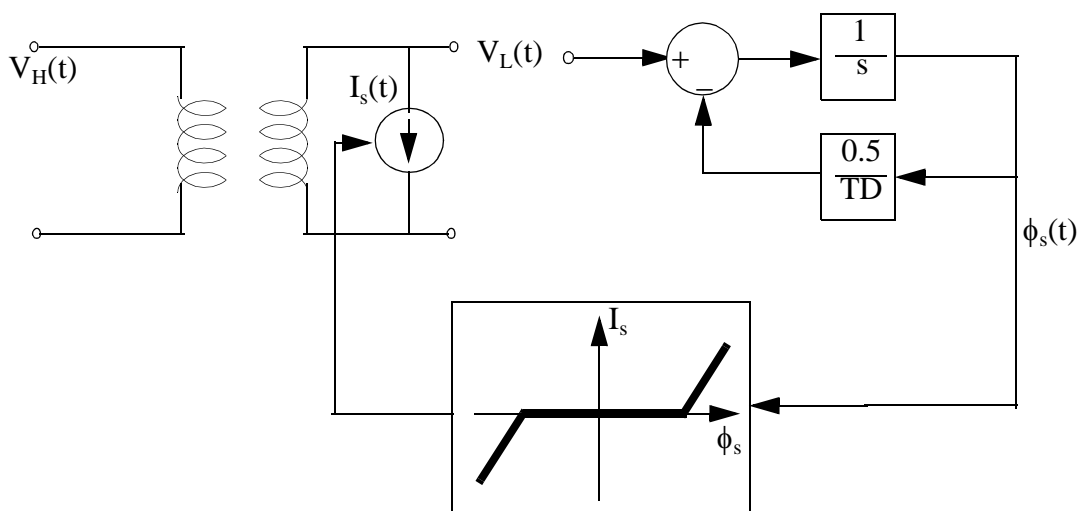 V_H(t)
I_s(t)
V_L(t)
+
−
1
s
0.5
TD
ϕ_s(t)
I_s
ϕ_s